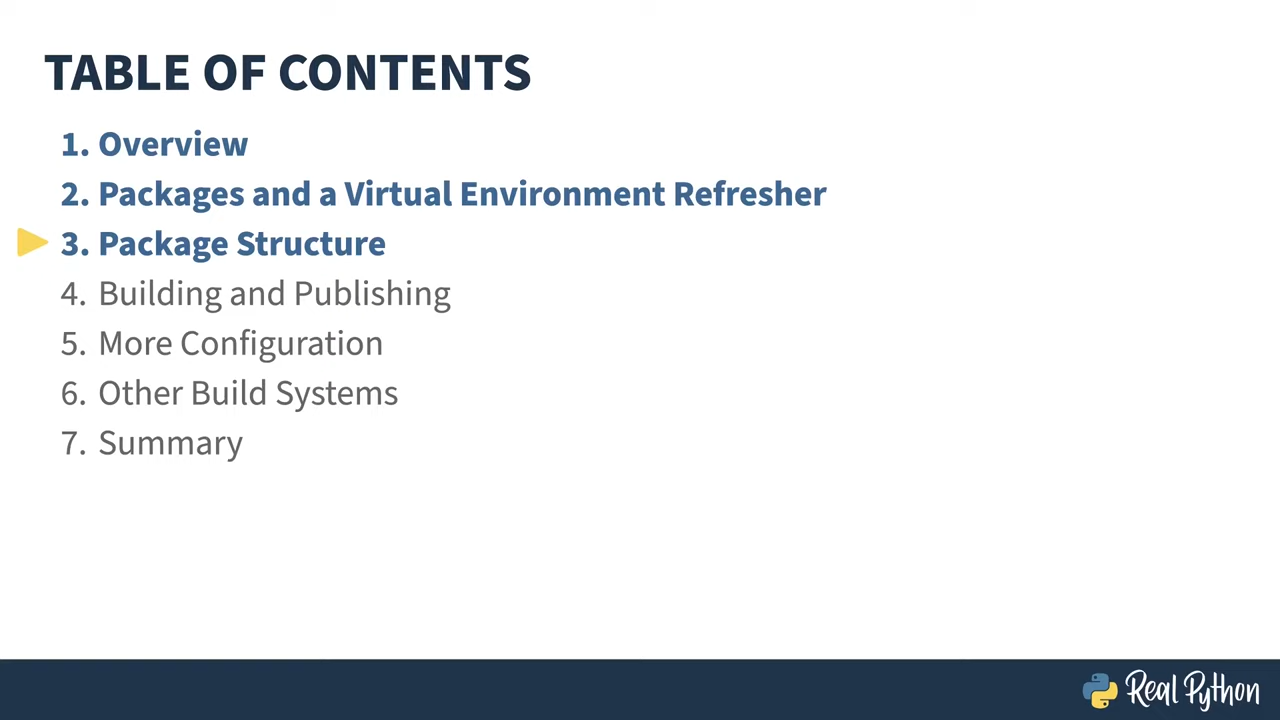 TABLE OF CONTENTS
1. Overview
2. Packages and a Virtual Environment Refresher
3. Package Structure
4. Building and Publishing
5. More Configuration
6. Other Build Systems
7. Summary
Real Python